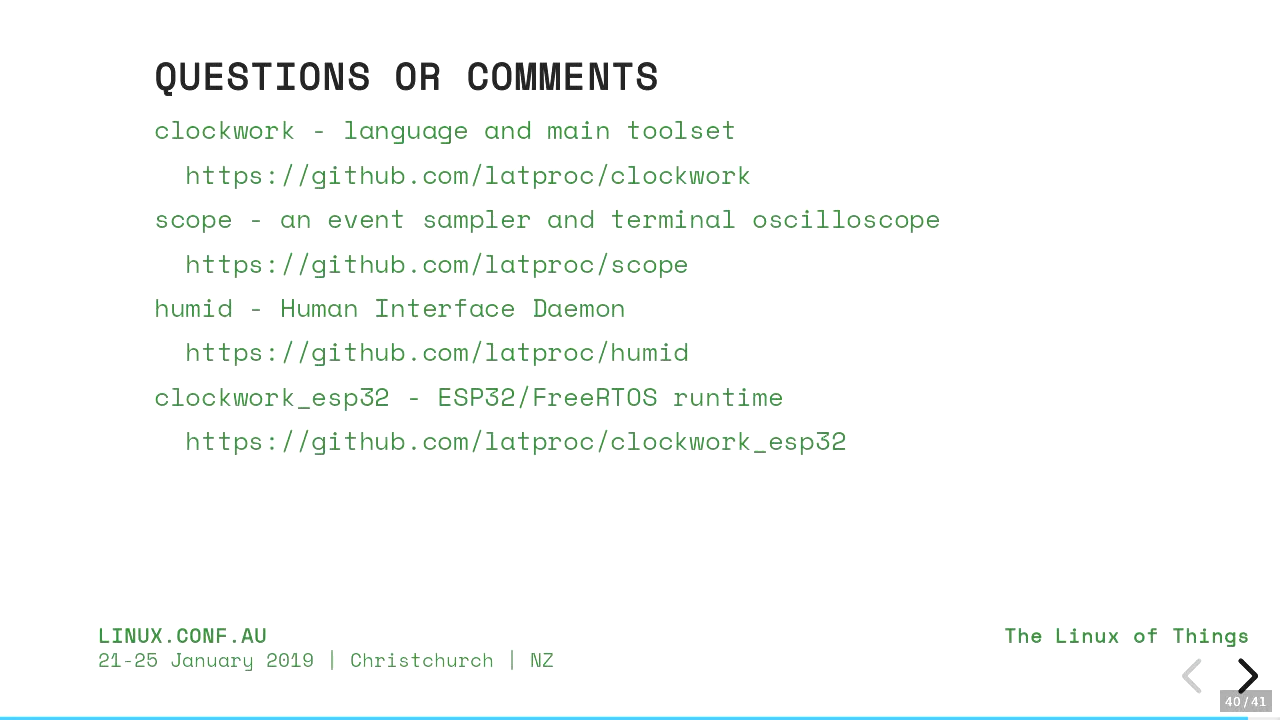 QUESTIONS OR COMMENTS
clockwork - language and main toolset
https://github.com/latproc/clockwork
scope - an event sampler and terminal oscilloscope
https://github.com/latproc/scope
humid - Human Interface Daemon
https://github.com/latproc/humid
clockwork_esp32 - ESP32/FreeRTOS runtime
https://github.com/latproc/clockwork_esp32
LINUX.CONF.AU
21-25 January 2019 | Christchurch | NZ
The Linux of Things
40 / 41